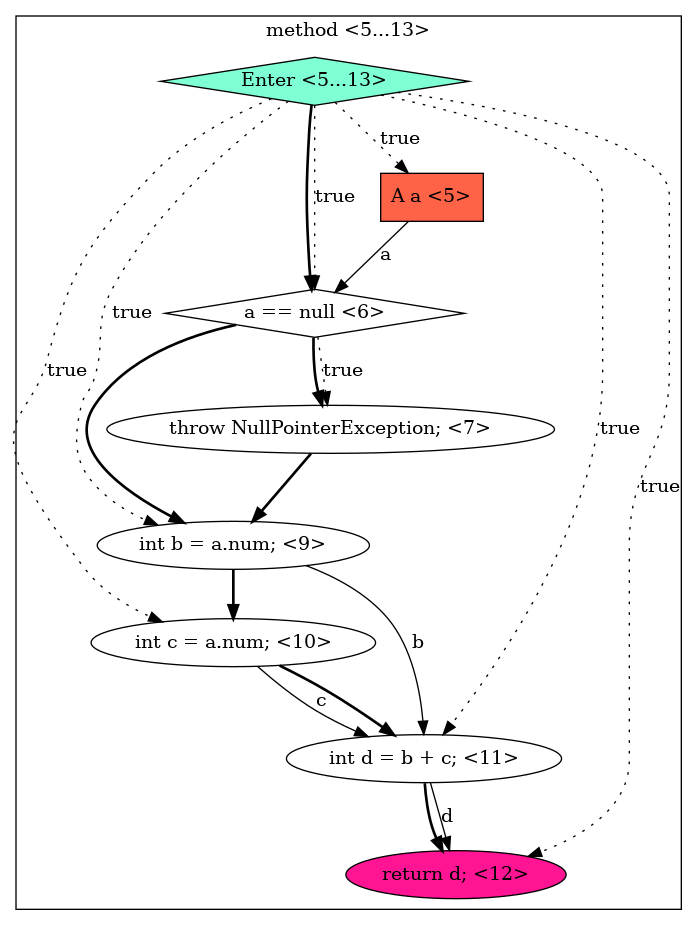 method <5...13>
Enter <5...13>
true
true
A a <5>
a
true
a == null <6>
true
true
throw NullPointerException; <7>
true
true
int b = a.num; <9>
int c = a.num; <10>
b
c
int d = b + c; <11>
d
return d; <12>